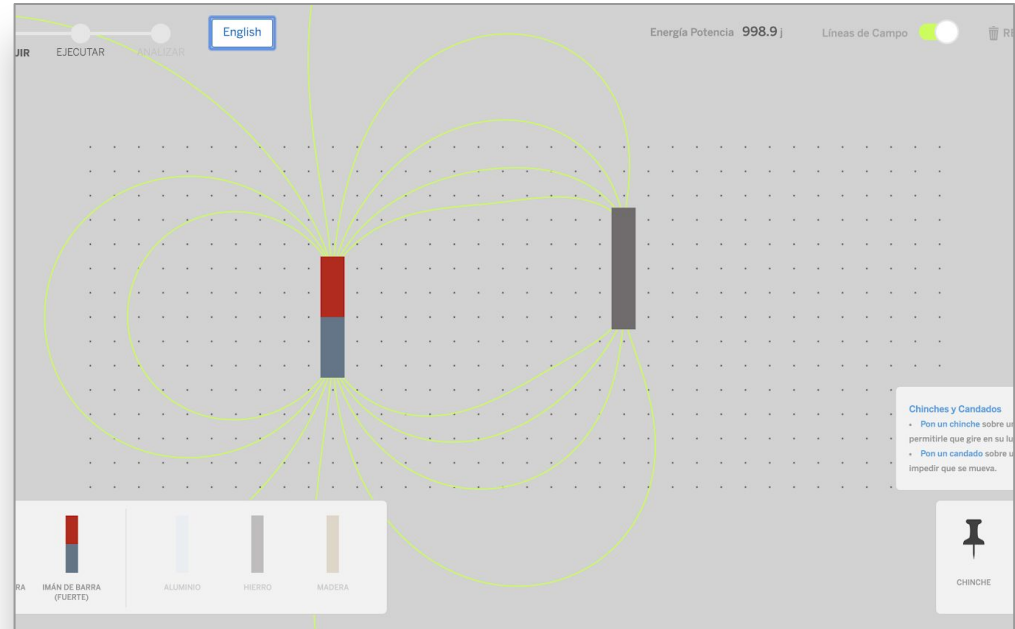 English
Energía Potencia 998.9 j
Líneas de Campo
RE
UIR
EJECUTAR
ANALIZAR
Chinches y Candados
• Pon un chinche sobre un
permitirle que gire en su lu
• Pon un candado sobre u
impedir que se mueva.
RA
IMÁN DE BARRA
(FUERTE)
ALUMINIO
HIERRO
MADERA
CHINCHE